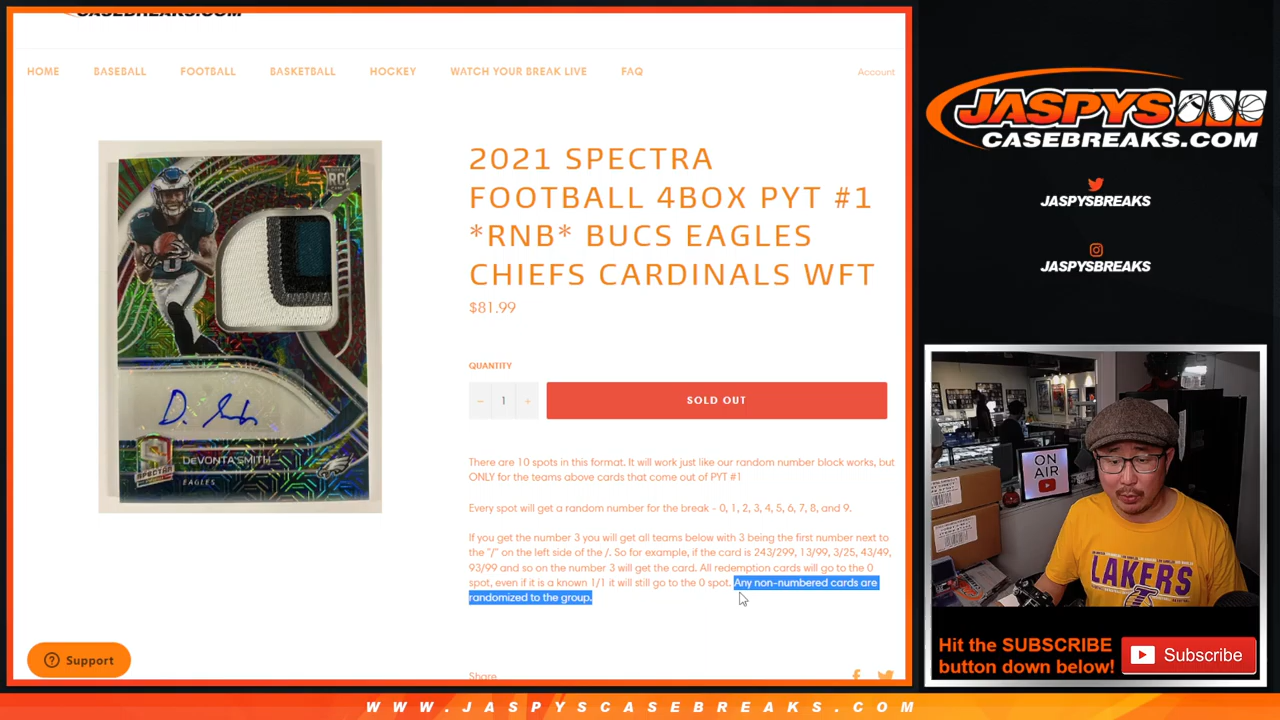 CASEBREAKS.COM
HOME BASEBALL FOOTBALL BASKETBALL HOCKEY WATCH YOUR BREAK LIVE FAQ Account
RC
D. Smith
DeVONTA SMITH
EAGLES
SPECTRA
2021 SPECTRA
FOOTBALL 4BOX PYT #1
*RNB* BUCS EAGLES
CHIEFS CARDINALS WFT
$81.99
QUANTITY
− 1 +
SOLD OUT
There are 10 spots in this format. It will work just like our random number block works, but
ONLY for the teams above cards that come out of PYT #1
Every spot will get a random number for the break - 0, 1, 2, 3, 4, 5, 6, 7, 8, and 9.
If you get the number 3 you will get all teams below with 3 being the first number next to
the "/" on the left side of the /. So for example, if the card is 243/299, 13/99, 3/25, 43/49,
93/99 and so on the number 3 will get the card. All redemption cards will go to the 0
spot, even if it is a known 1/1 it will still go to the 0 spot. Any non-numbered cards are
randomized to the group.
Share
? Support
JASPYS
CASEBREAKS.COM
JASPYSBREAKS
JASPYSBREAKS
ON
AIR
LAKERS
Hit the SUBSCRIBE
button down below!
Subscribe
WWW.JASPYSCASEBREAKS.COM